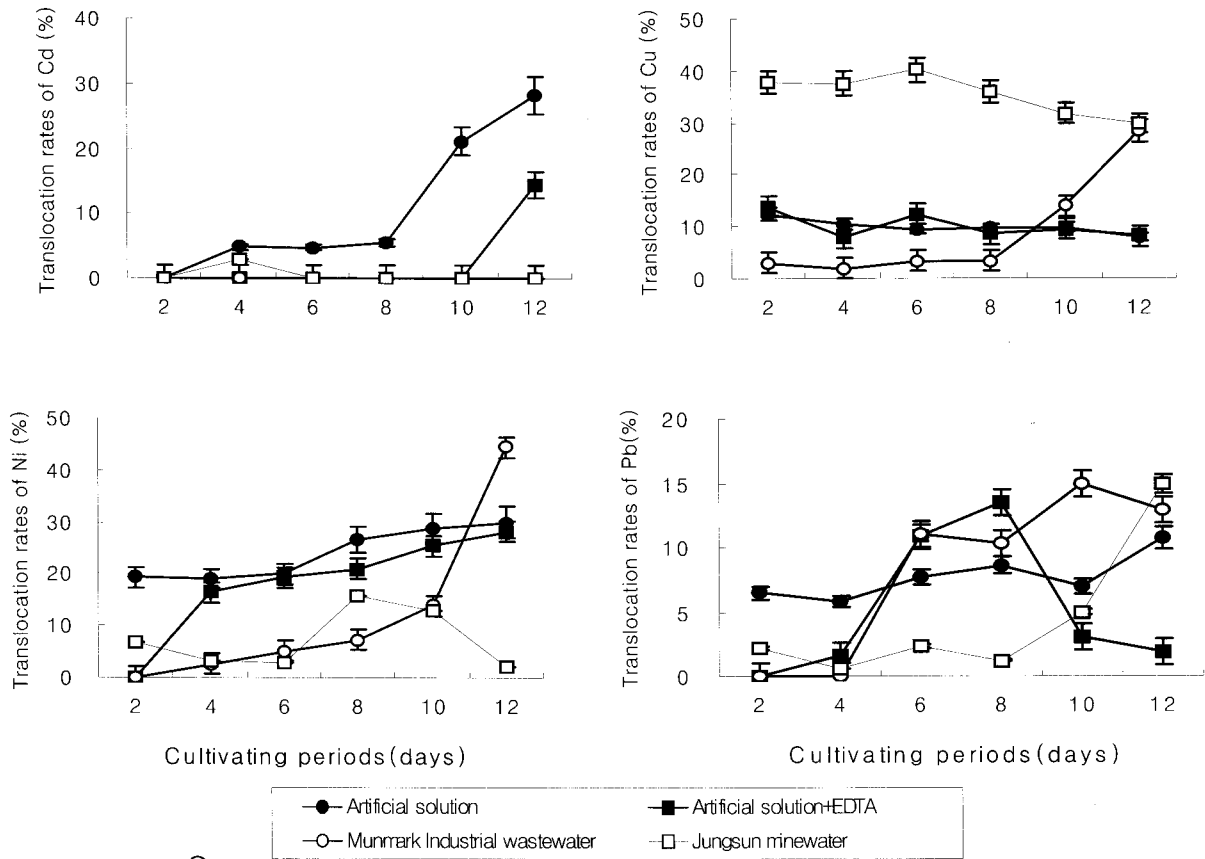 Translocation rates of Cd (%)
40
30
20
10
0
2 4 6 8 10 12
Translocation rates of Cu (%)
50
40
30
20
10
0
2 4 6 8 10 12
Translocation rates of Ni (%)
50
40
30
20
10
0
2 4 6 8 10 12
Cultivating periods(days)
Translocation rates of Pb(%)
20
15
10
5
0
2 4 6 8 10 12
Cultivating periods(days)
Artificial solution
Artificial solution+EDTA
Munmark Industrial wastewater
Jungsun minewater